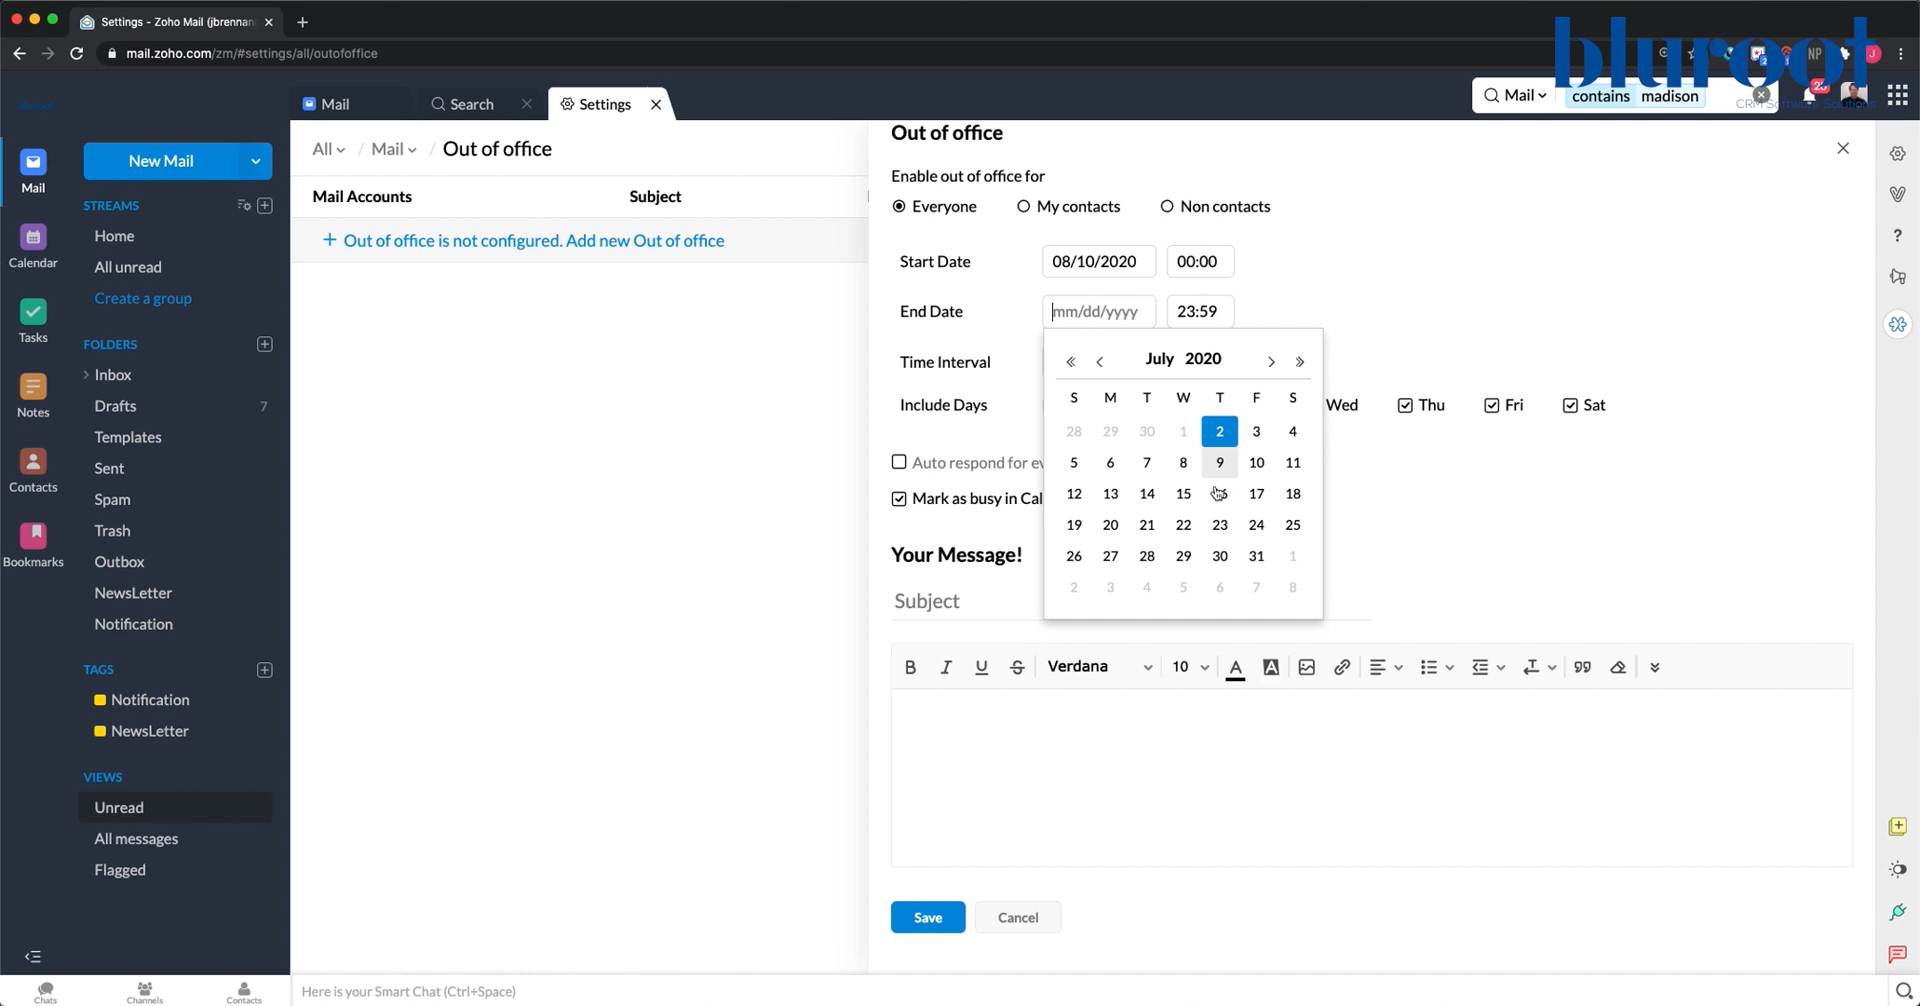 Settings - Zoho Mail (jbrennan
mail.zoho.com/zm/#settings/all/outofoffice
NP
J
bluroot
CRM Software Solutions
Mail
Search
Settings
Mail
contains madison
Mail
Calendar
Tasks
Notes
Contacts
Bookmarks
New Mail
STREAMS
Home
All unread
Create a group
FOLDERS
Inbox
Drafts 7
Templates
Sent
Spam
Trash
Outbox
NewsLetter
Notification
TAGS
Notification
NewsLetter
VIEWS
Unread
All messages
Flagged
All / Mail / Out of office
Mail Accounts Subject
+ Out of office is not configured. Add new Out of office
Out of office
Enable out of office for
Everyone My contacts Non contacts
Start Date 08/10/2020 00:00
End Date mm/dd/yyyy 23:59
Time Interval
Include Days Wed Thu Fri Sat
July 2020
S M T W T F S
28 29 30 1 2 3 4
5 6 7 8 9 10 11
12 13 14 15 17 18
19 20 21 22 23 24 25
26 27 28 29 30 31 1
2 3 4 5 6 7 8
Auto respond for ev
Mark as busy in Cal
Your Message!
Subject
B I U S Verdana 10 A A
Save Cancel
Chats
Channels
Contacts
Here is your Smart Chat (Ctrl+Space)